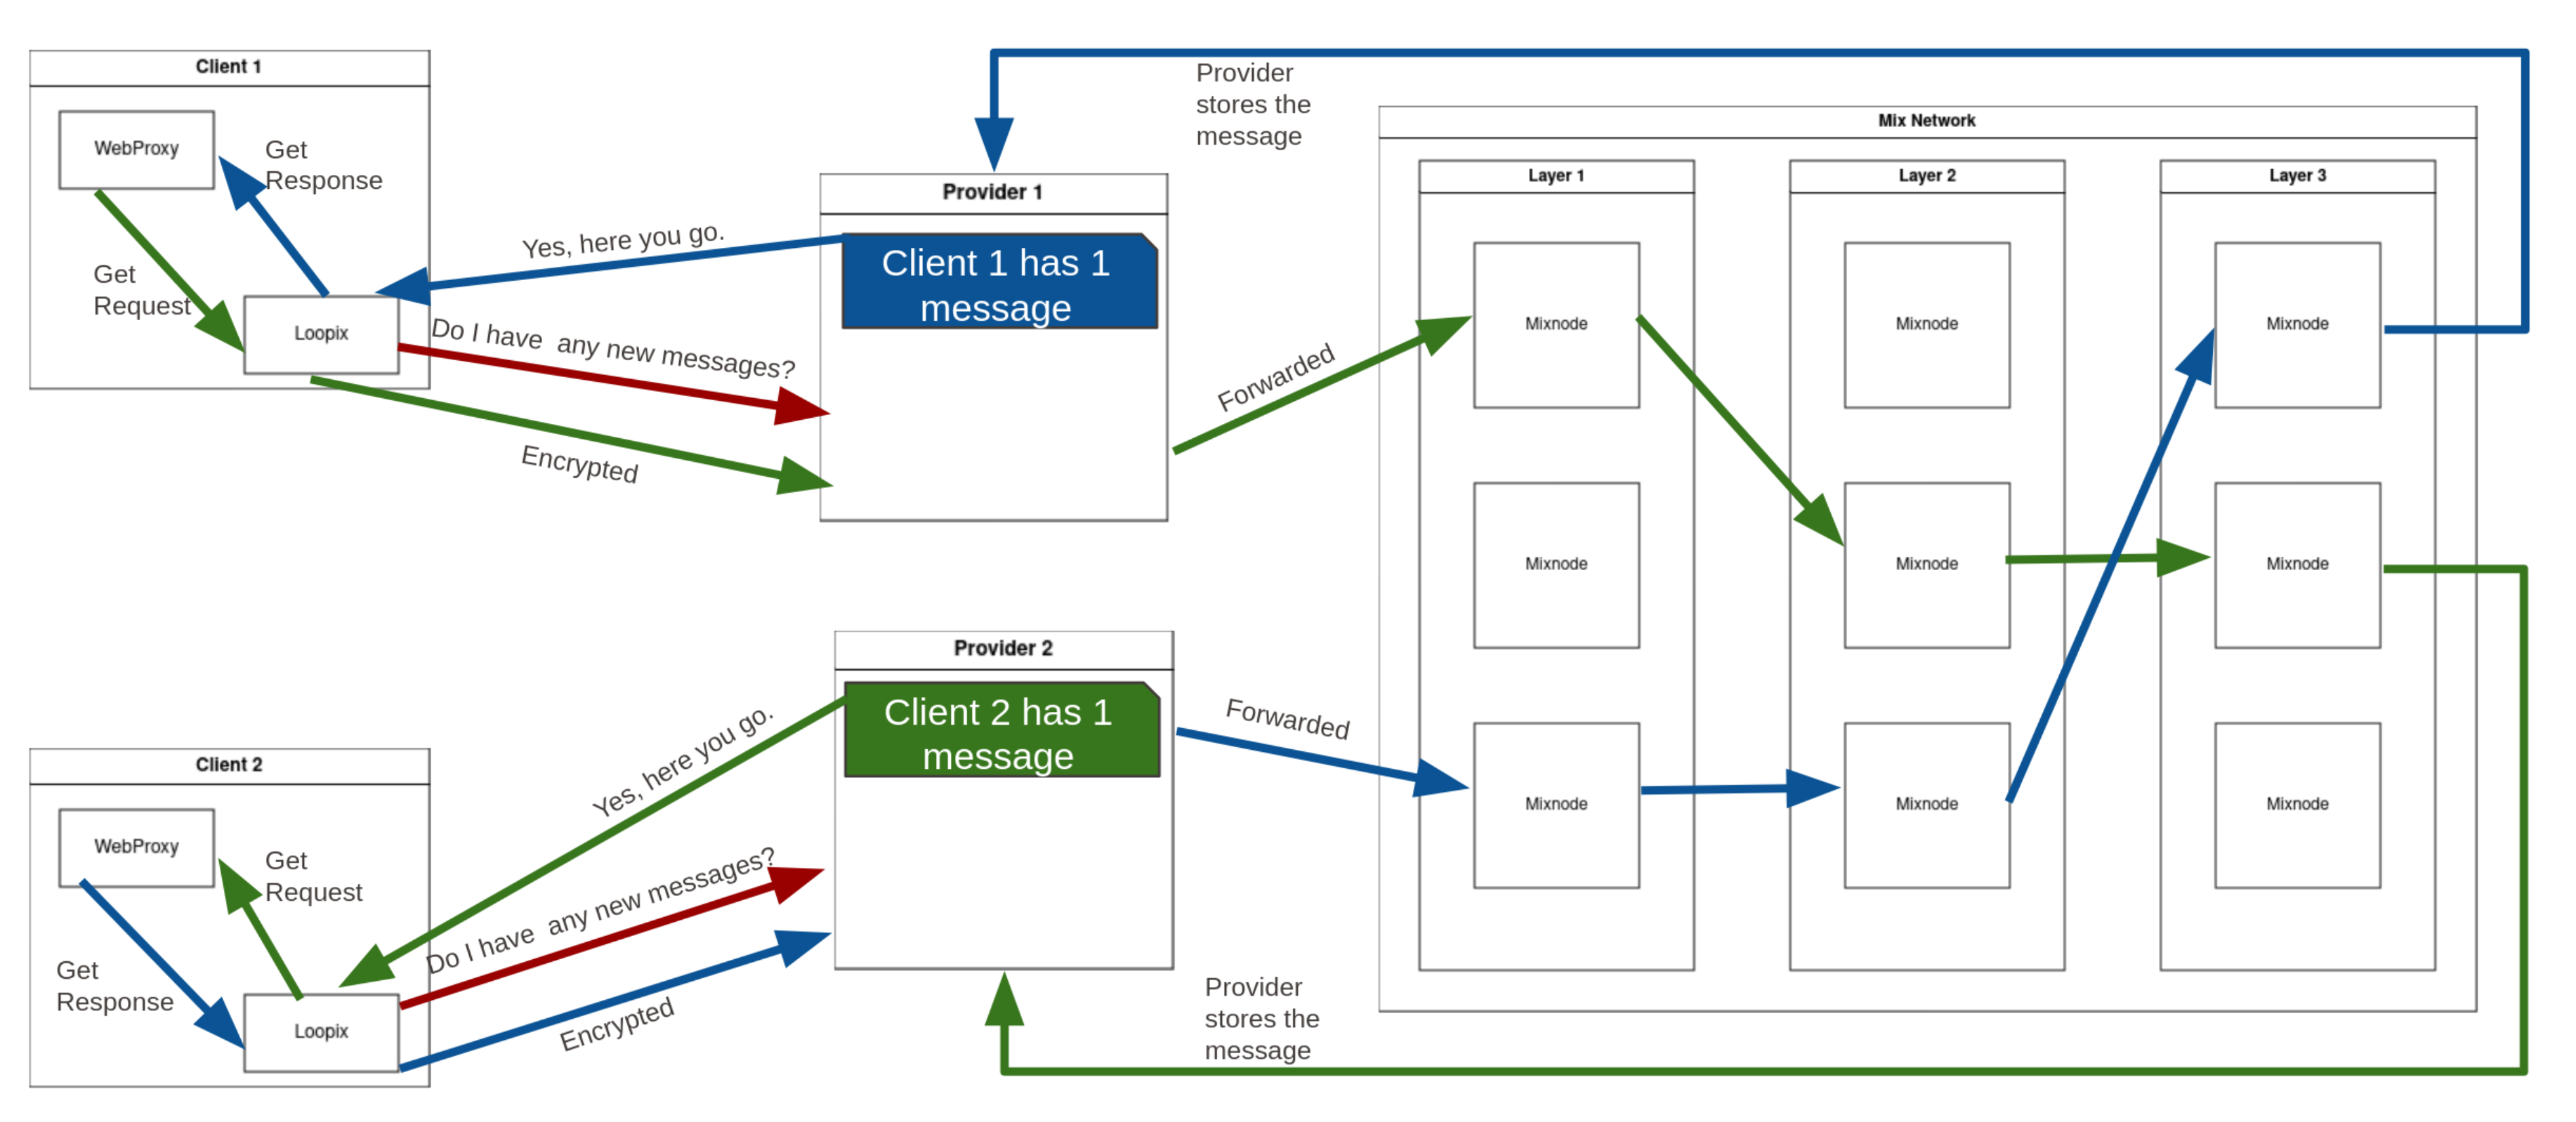 Client 1
WebProxy
Get
Response
Get
Request
Loopix
Yes, here you go.
Do I have  any new messages?
Encrypted
Provider 1
Client 1 has 1
message
Provider
stores the
message
Forwarded
Mix Network
Layer 1
Layer 2
Layer 3
Mixnode
Mixnode
Mixnode
Mixnode
Mixnode
Mixnode
Mixnode
Mixnode
Mixnode
Client 2
WebProxy
Get
Request
Get
Response
Loopix
Yes, here you go.
Do I have  any new messages?
Encrypted
Provider 2
Client 2 has 1
message
Forwarded
Provider
stores the
message